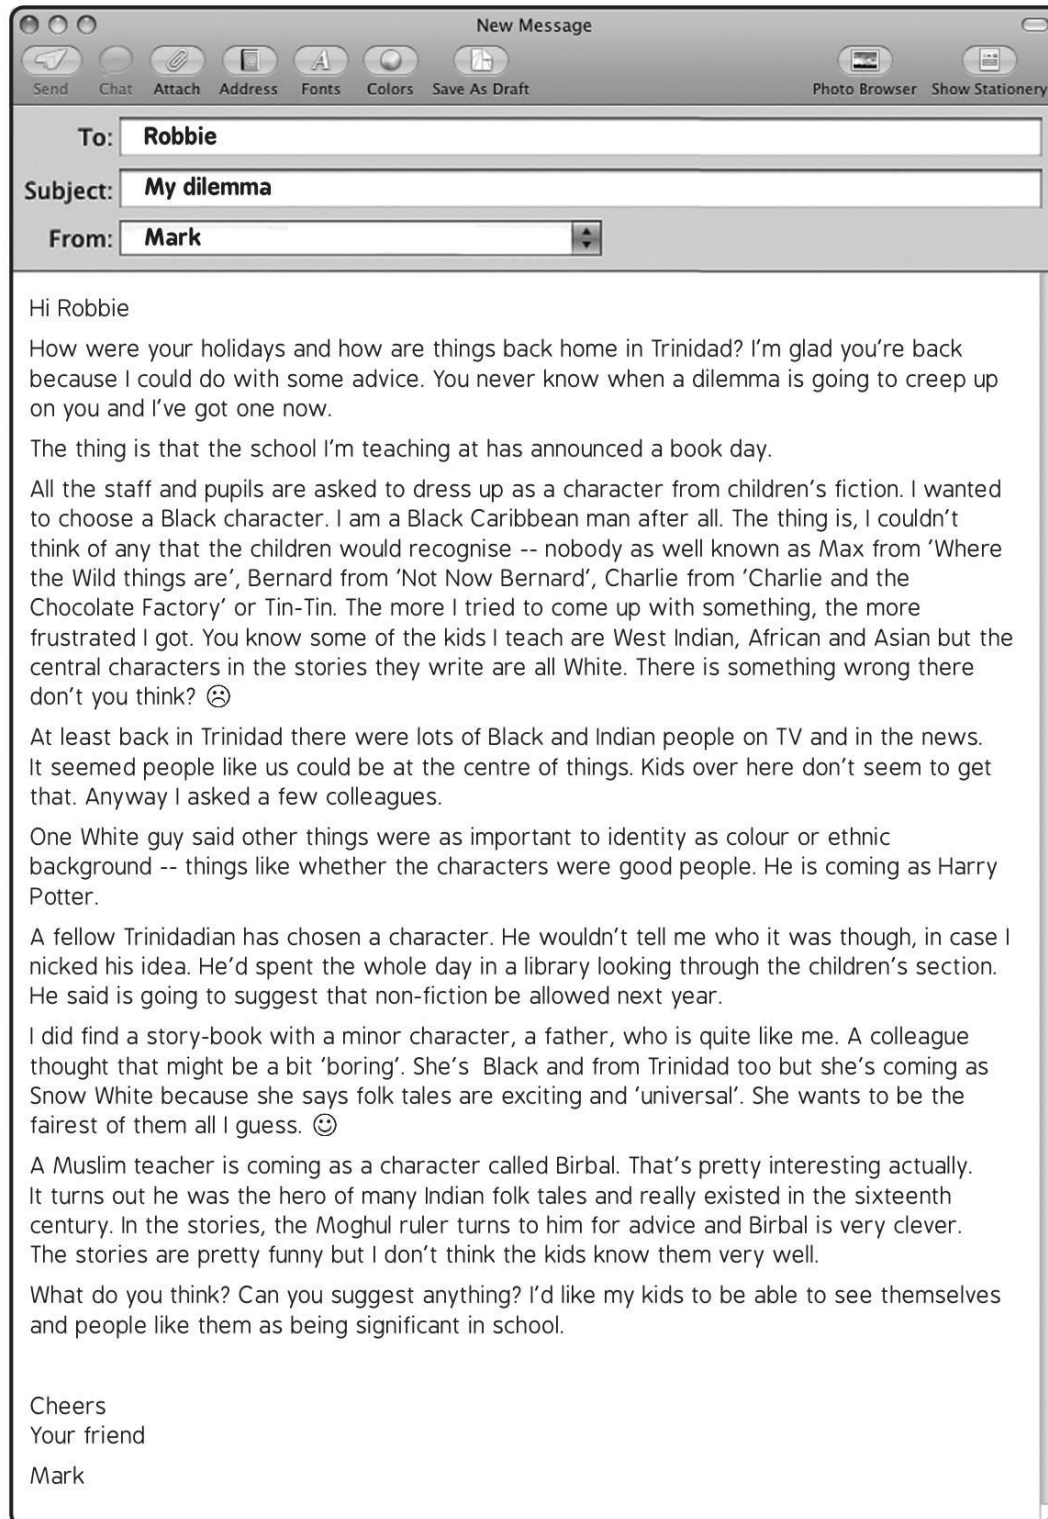 New Message
Send Chat Attach Address Fonts Colors Save As Draft Photo Browser Show Stationery
To: Robbie
Subject: My dilemma
From: Mark
Hi Robbie
How were your holidays and how are things back home in Trinidad? I'm glad you're back
because I could do with some advice. You never know when a dilemma is going to creep up
on you and I've got one now.
The thing is that the school I'm teaching at has announced a book day.
All the staff and pupils are asked to dress up as a character from children's fiction. I wanted
to choose a Black character. I am a Black Caribbean man after all. The thing is, I couldn't
think of any that the children would recognise -- nobody as well known as Max from 'Where
the Wild things are', Bernard from 'Not Now Bernard', Charlie from 'Charlie and the
Chocolate Factory' or Tin-Tin. The more I tried to come up with something, the more
frustrated I got. You know some of the kids I teach are West Indian, African and Asian but the
central characters in the stories they write are all White. There is something wrong there
don't you think? ☹
At least back in Trinidad there were lots of Black and Indian people on TV and in the news.
It seemed people like us could be at the centre of things. Kids over here don't seem to get
that. Anyway I asked a few colleagues.
One White guy said other things were as important to identity as colour or ethnic
background -- things like whether the characters were good people. He is coming as Harry
Potter.
A fellow Trinidadian has chosen a character. He wouldn't tell me who it was though, in case I
nicked his idea. He'd spent the whole day in a library looking through the children's section.
He said is going to suggest that non-fiction be allowed next year.
I did find a story-book with a minor character, a father, who is quite like me. A colleague
thought that might be a bit 'boring'. She's Black and from Trinidad too but she's coming as
Snow White because she says folk tales are exciting and 'universal'. She wants to be the
fairest of them all I guess. ☺
A Muslim teacher is coming as a character called Birbal. That's pretty interesting actually.
It turns out he was the hero of many Indian folk tales and really existed in the sixteenth
century. In the stories, the Moghul ruler turns to him for advice and Birbal is very clever.
The stories are pretty funny but I don't think the kids know them very well.
What do you think? Can you suggest anything? I'd like my kids to be able to see themselves
and people like them as being significant in school.
Cheers
Your friend
Mark